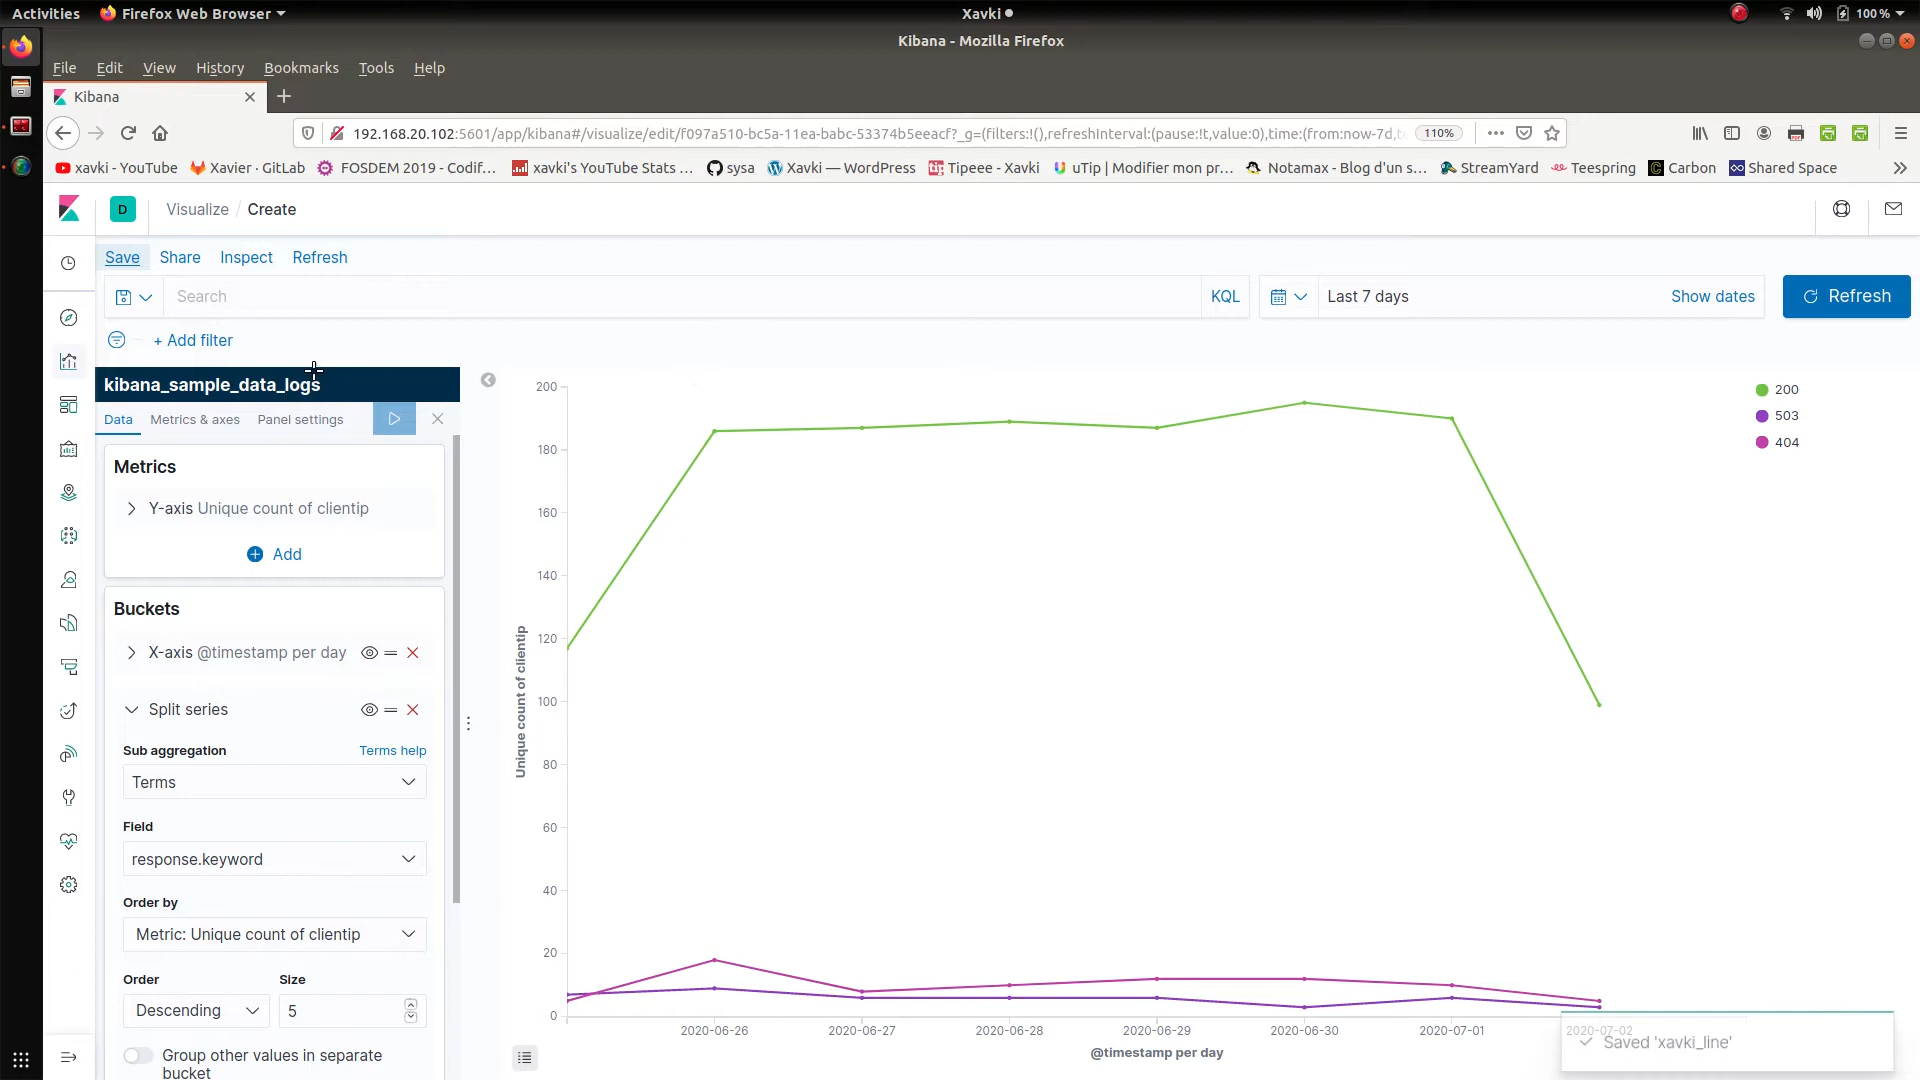 Activities Firefox Web Browser Xavki 100 %
Kibana - Mozilla Firefox
File Edit View History Bookmarks Tools Help
Kibana
192.168.20.102:5601/app/kibana#/visualize/edit/f097a510-bc5a-11ea-babc-53374b5eeacf?_g=(filters:!(),refreshInterval:(pause:!t,value:0),time:(from:now-7d,t 110%
xavki - YouTube Xavier · GitLab FOSDEM 2019 - Codif... xavki's YouTube Stats ... sysa Xavki — WordPress Tipeee - Xavki uTip | Modifier mon pr... Notamax - Blog d'un s... StreamYard Teespring Carbon Shared Space
D Visualize / Create
Save Share Inspect Refresh
Search KQL Last 7 days Show dates Refresh
+ Add filter
kibana_sample_data_logs
Data Metrics & axes Panel settings
Metrics
Y-axis Unique count of clientip
Add
Buckets
X-axis @timestamp per day
Split series
Sub aggregation Terms help
Terms
Field
response.keyword
Order by
Metric: Unique count of clientip
Order Size
Descending 5
Group other values in separate
bucket
200
180
160
140
120
100
80
60
40
20
0
Unique count of clientip
2020-06-26 2020-06-27 2020-06-28 2020-06-29 2020-06-30 2020-07-01 2020-07-02
@timestamp per day
200
503
404
Saved 'xavki_line'